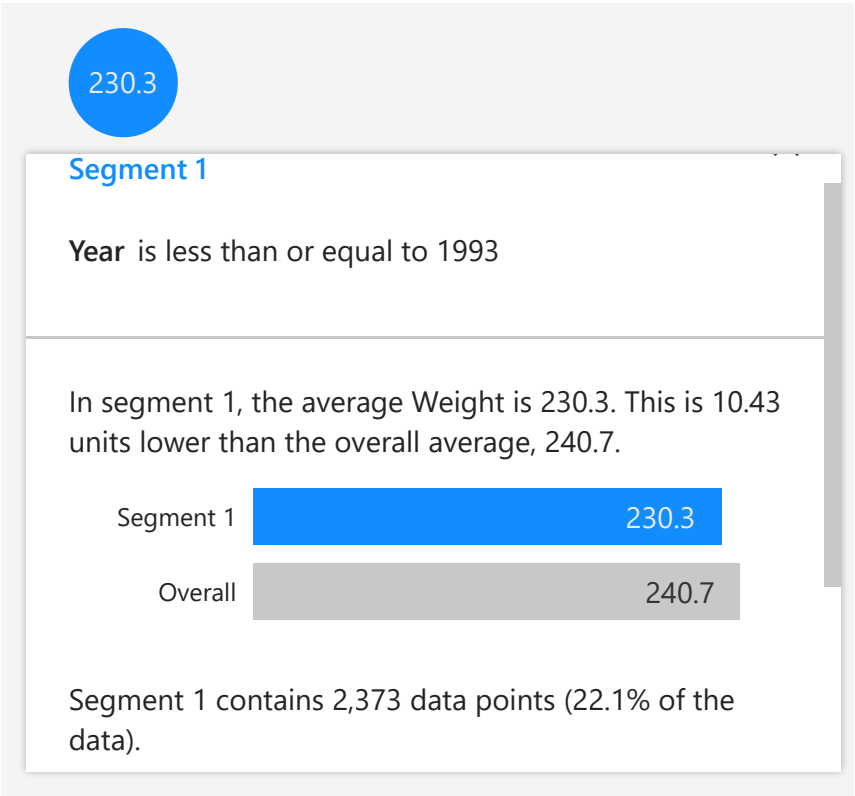 230.3
Segment 1
Year is less than or equal to 1993
In segment 1, the average Weight is 230.3. This is 10.43
units lower than the overall average, 240.7.
Segment 1 230.3
Overall 240.7
Segment 1 contains 2,373 data points (22.1% of the
data).